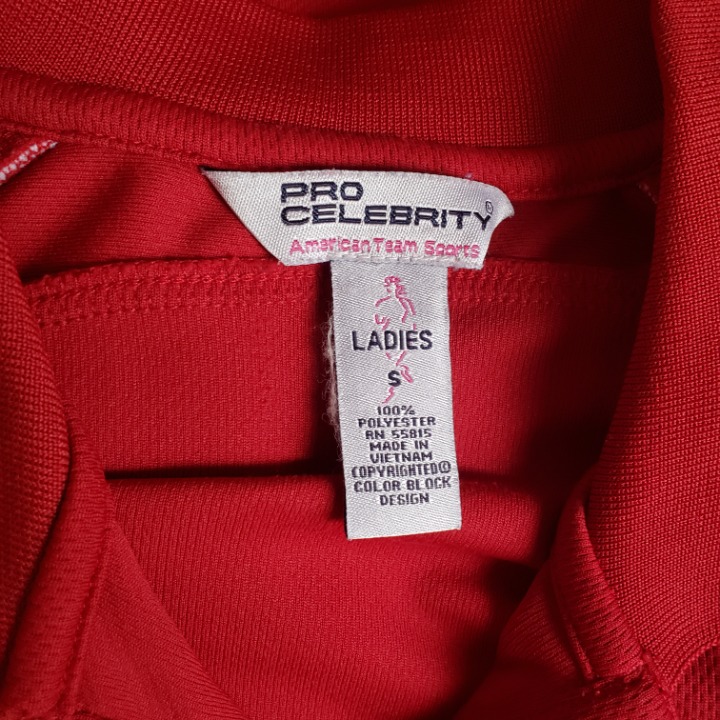 PRO
CELEBRITY®
American Team Sports
LADIES
S
100%
POLYESTER
RN 55815
MADE IN
VIETNAM
COPYRIGHTED©
COLOR BLOCK
DESIGN